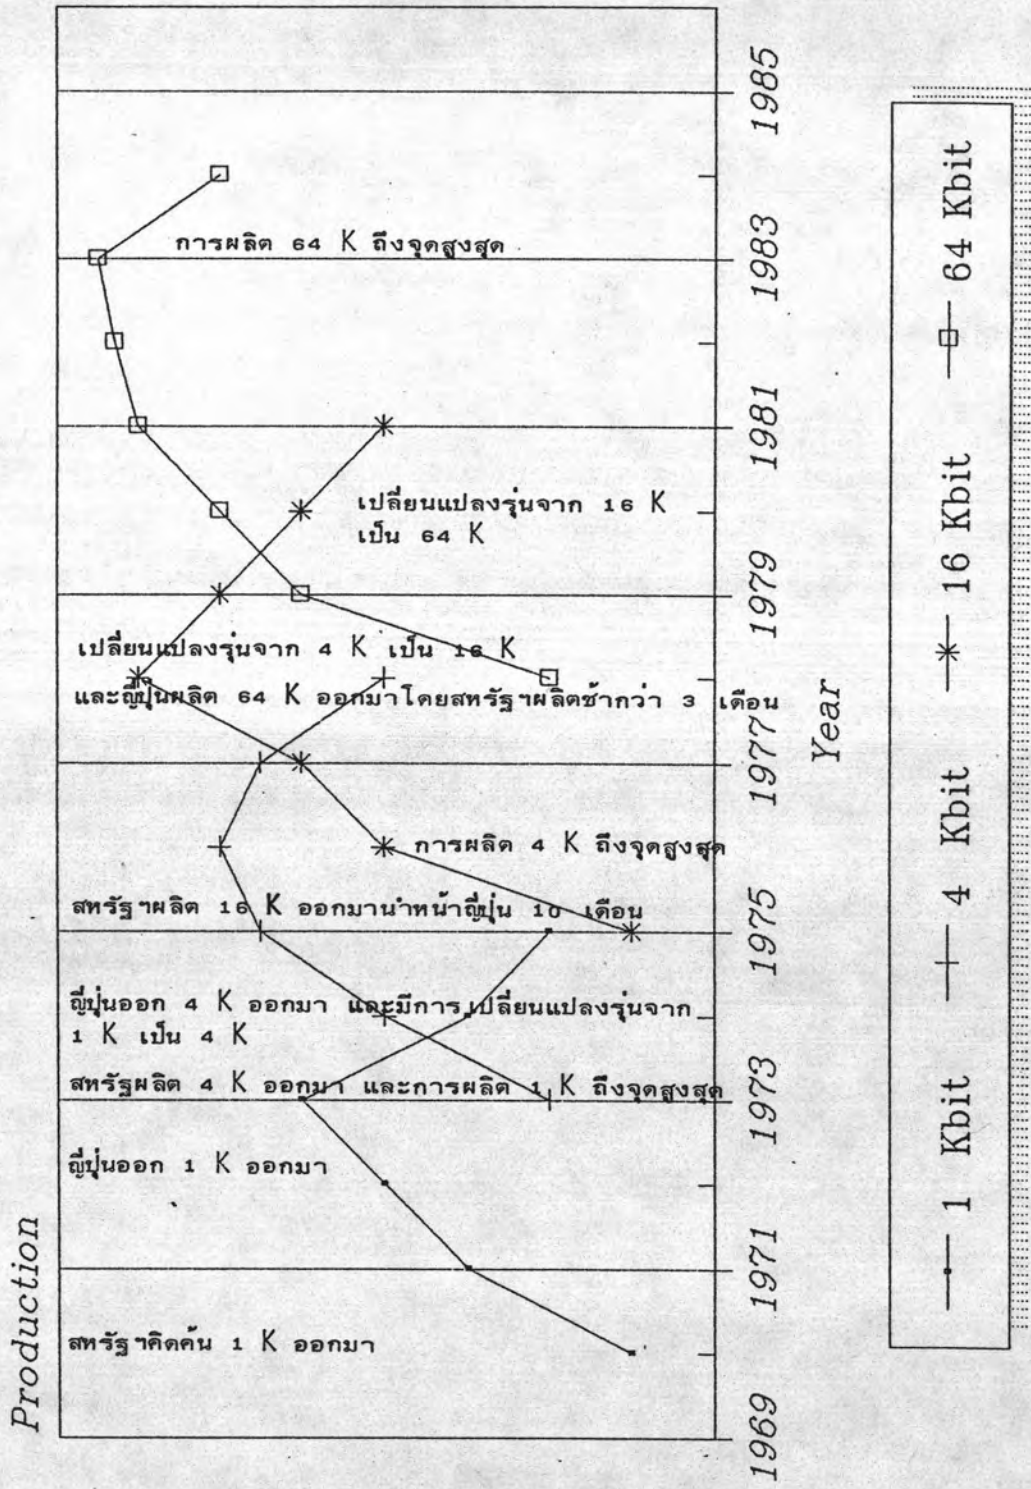 Production
1985
การผลิต 64 K ถึงจุดสูงสุด
1983
1981
เปลี่ยนแปลงรุ่นจาก 16 K
เป็น 64 K
1979
เปลี่ยนแปลงรุ่นจาก 4 K เป็น 16 K
และญี่ปุ่นผลิต 64 K ออกมาโดยสหรัฐฯผลิตช้ากว่า 3 เดือน
1977
การผลิต 4 K ถึงจุดสูงสุด
สหรัฐฯผลิต 16 K ออกมานำหน้าญี่ปุ่น 10 เดือน
1975
ญี่ปุ่นออก 4 K ออกมา และมีการเปลี่ยนแปลงรุ่นจาก
1 K เป็น 4 K
สหรัฐผลิต 4 K ออกมา และการผลิต 1 K ถึงจุดสูงสุด
1973
ญี่ปุ่นออก 1 K ออกมา
1971
สหรัฐฯคิดค้น 1 K ออกมา
1969
Year
1 Kbit
4 Kbit
16 Kbit
64 Kbit